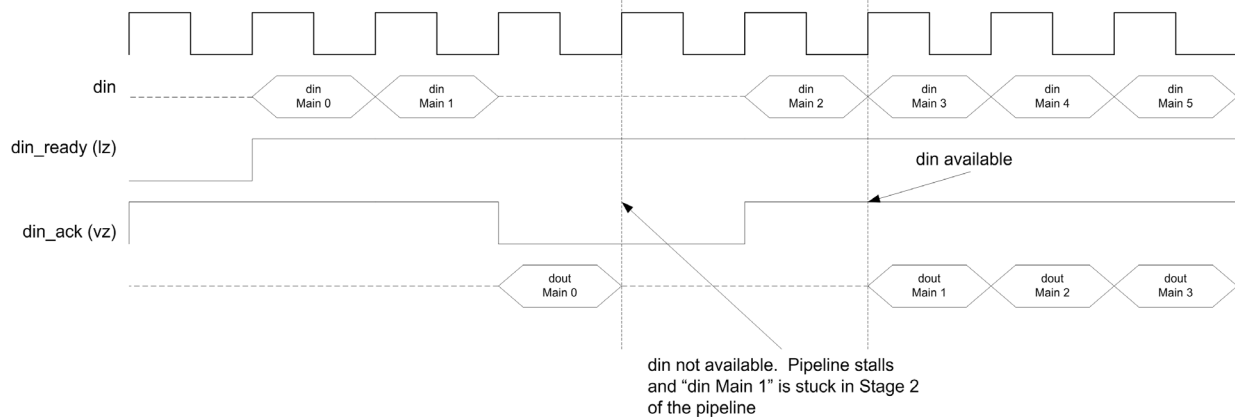 din
din
Main 0
din
Main 1
din
Main 2
din
Main 3
din
Main 4
din
Main 5
din_ready (lz)
din available
din_ack (vz)
dout
Main 0
dout
Main 1
dout
Main 2
dout
Main 3
din not available.  Pipeline stalls
and “din Main 1” is stuck in Stage 2
of the pipeline